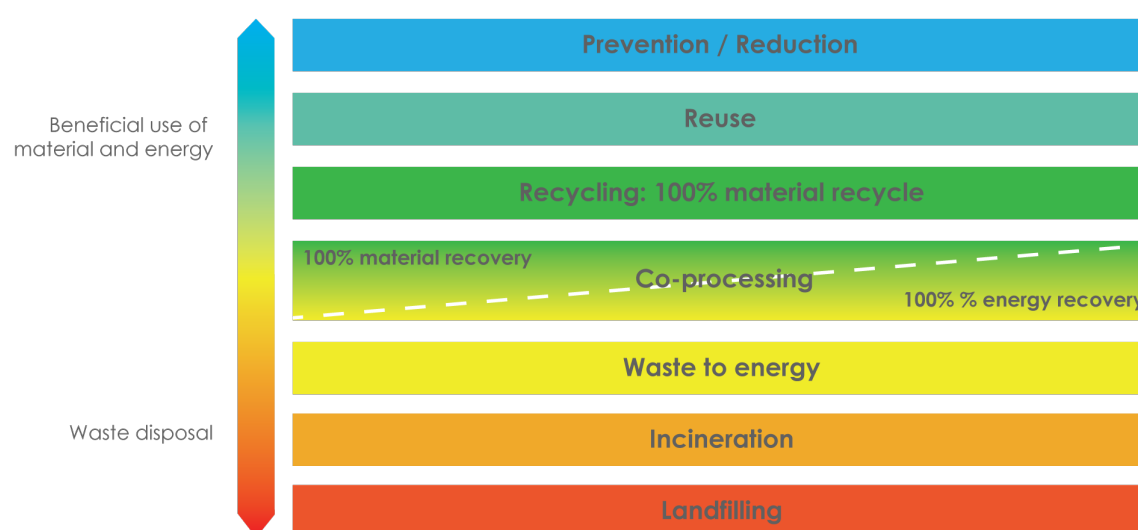 Prevention / Reduction
Beneficial use of
material and energy
Reuse
Recycling: 100% material recycle
100% material recovery
Co-processing
100% % energy recovery
Waste to energy
Waste disposal
Incineration
Landfilling